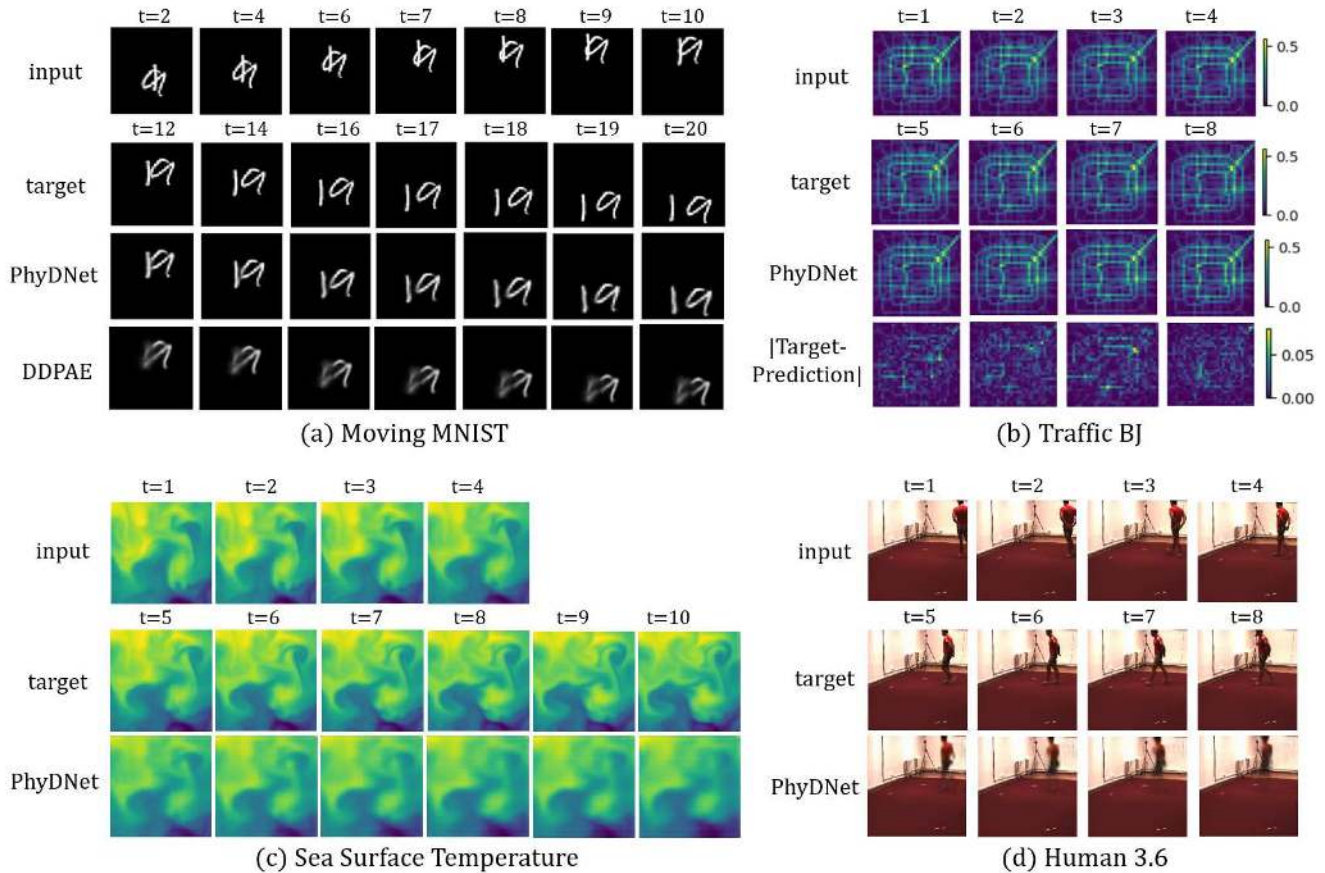 t=2 t=4 t=6 t=7 t=8 t=9 t=10
input
t=12 t=14 t=16 t=17 t=18 t=19 t=20
target
PhyDNet
DDPAE
(a) Moving MNIST
t=1 t=2 t=3 t=4
input
0.5
0.0
t=5 t=6 t=7 t=8
target
0.5
0.0
PhyDNet
0.5
0.0
|Target-
Prediction|
0.05
0.00
(b) Traffic BJ
t=1 t=2 t=3 t=4
input
t=5 t=6 t=7 t=8 t=9 t=10
target
PhyDNet
(c) Sea Surface Temperature
t=1 t=2 t=3 t=4
input
t=5 t=6 t=7 t=8
target
PhyDNet
(d) Human 3.6